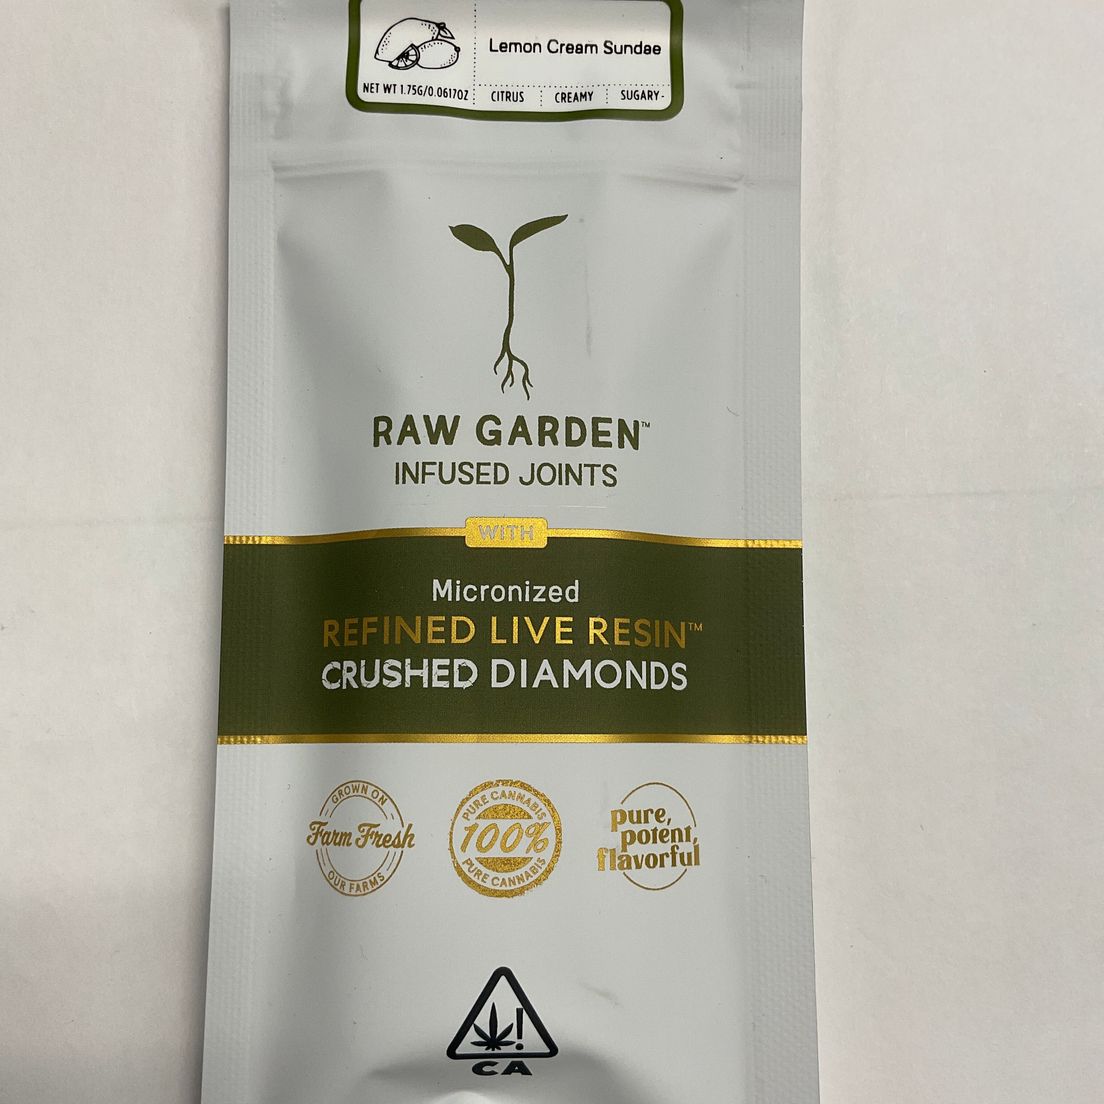 Lemon Cream Sundae
NET WT 1.75G/0.0617OZ
CITRUS
CREAMY
SUGARY-
RAW GARDEN™
INFUSED JOINTS
WITH
Micronized
REFINED LIVE RESIN™
CRUSHED DIAMONDS
GROWN ON
Farm Fresh
OUR FARMS
PURE CANNABIS
100%
PURE CANNABIS
pure,
potent,
flavorful
!
CA